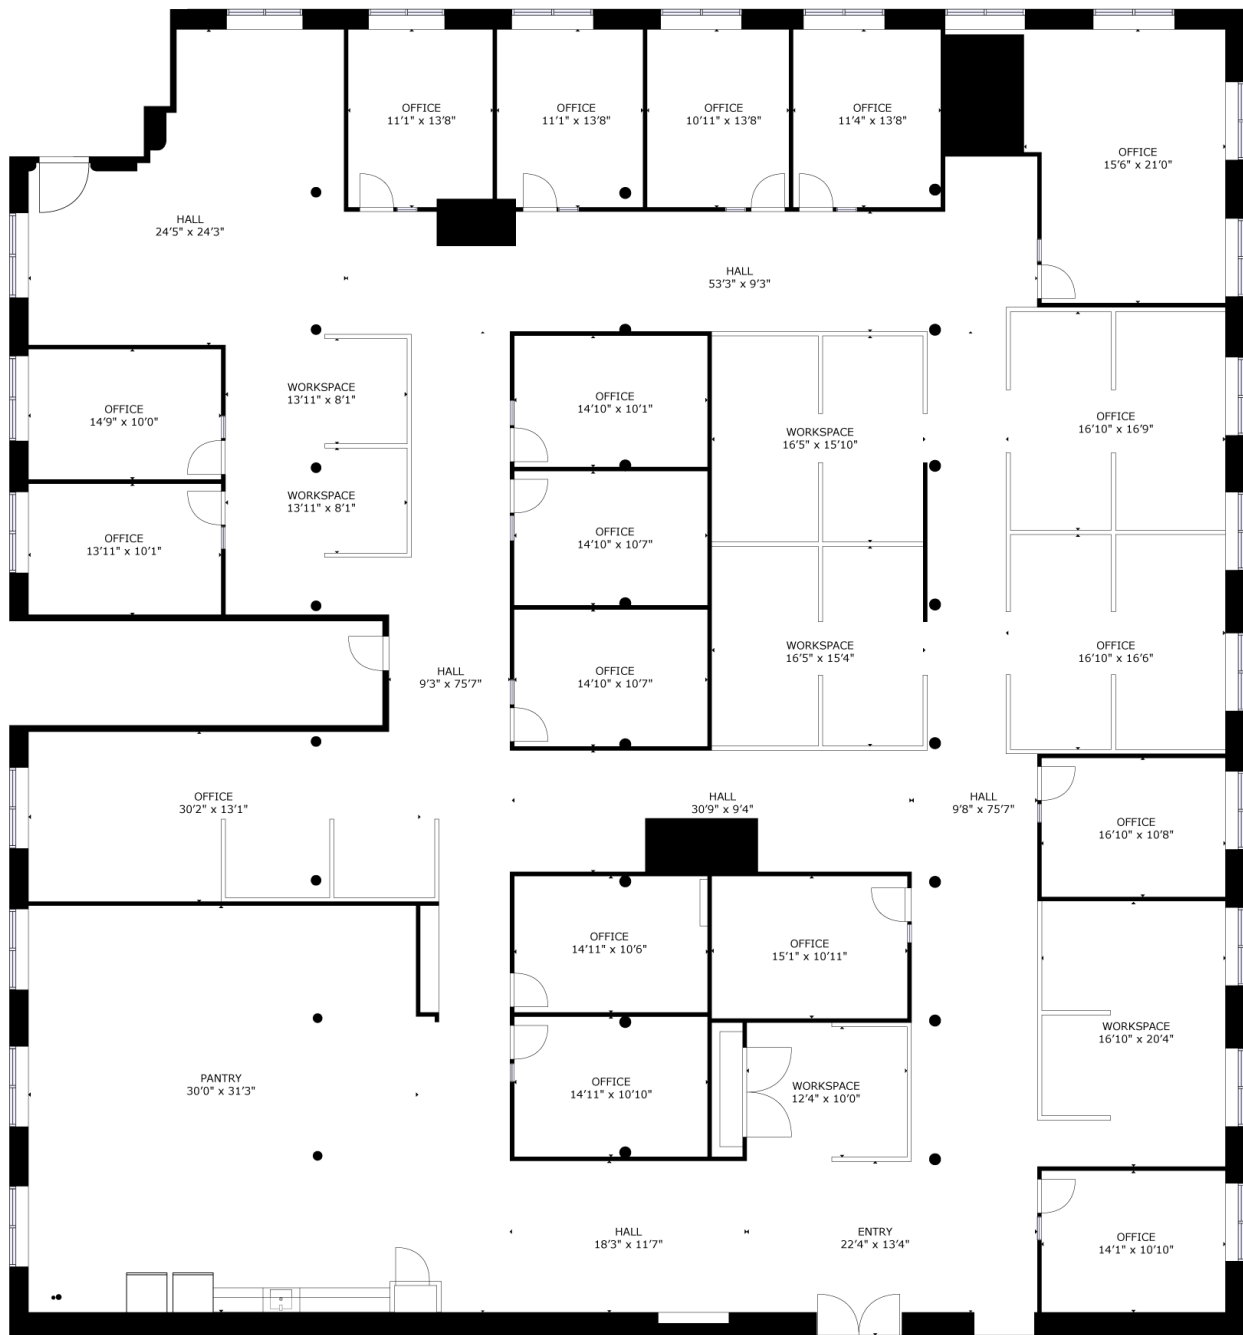 OFFICE
11'1" x 13'8"
OFFICE
11'1" x 13'8"
OFFICE
10'11" x 13'8"
OFFICE
11'4" x 13'8"
OFFICE
15'6" x 21'0"
HALL
24'5" x 24'3"
HALL
53'3" x 9'3"
WORKSPACE
13'11" x 8'1"
OFFICE
14'9" x 10'0"
OFFICE
14'10" x 10'1"
WORKSPACE
16'5" x 15'10"
OFFICE
16'10" x 16'9"
WORKSPACE
13'11" x 8'1"
OFFICE
13'11" x 10'1"
OFFICE
14'10" x 10'7"
HALL
9'3" x 75'7"
OFFICE
14'10" x 10'7"
WORKSPACE
16'5" x 15'4"
OFFICE
16'10" x 16'6"
OFFICE
30'2" x 13'1"
HALL
30'9" x 9'4"
HALL
9'8" x 75'7"
OFFICE
16'10" x 10'8"
OFFICE
14'11" x 10'6"
OFFICE
15'1" x 10'11"
WORKSPACE
16'10" x 20'4"
PANTRY
30'0" x 31'3"
OFFICE
14'11" x 10'10"
WORKSPACE
12'4" x 10'0"
HALL
18'3" x 11'7"
ENTRY
22'4" x 13'4"
OFFICE
14'1" x 10'10"